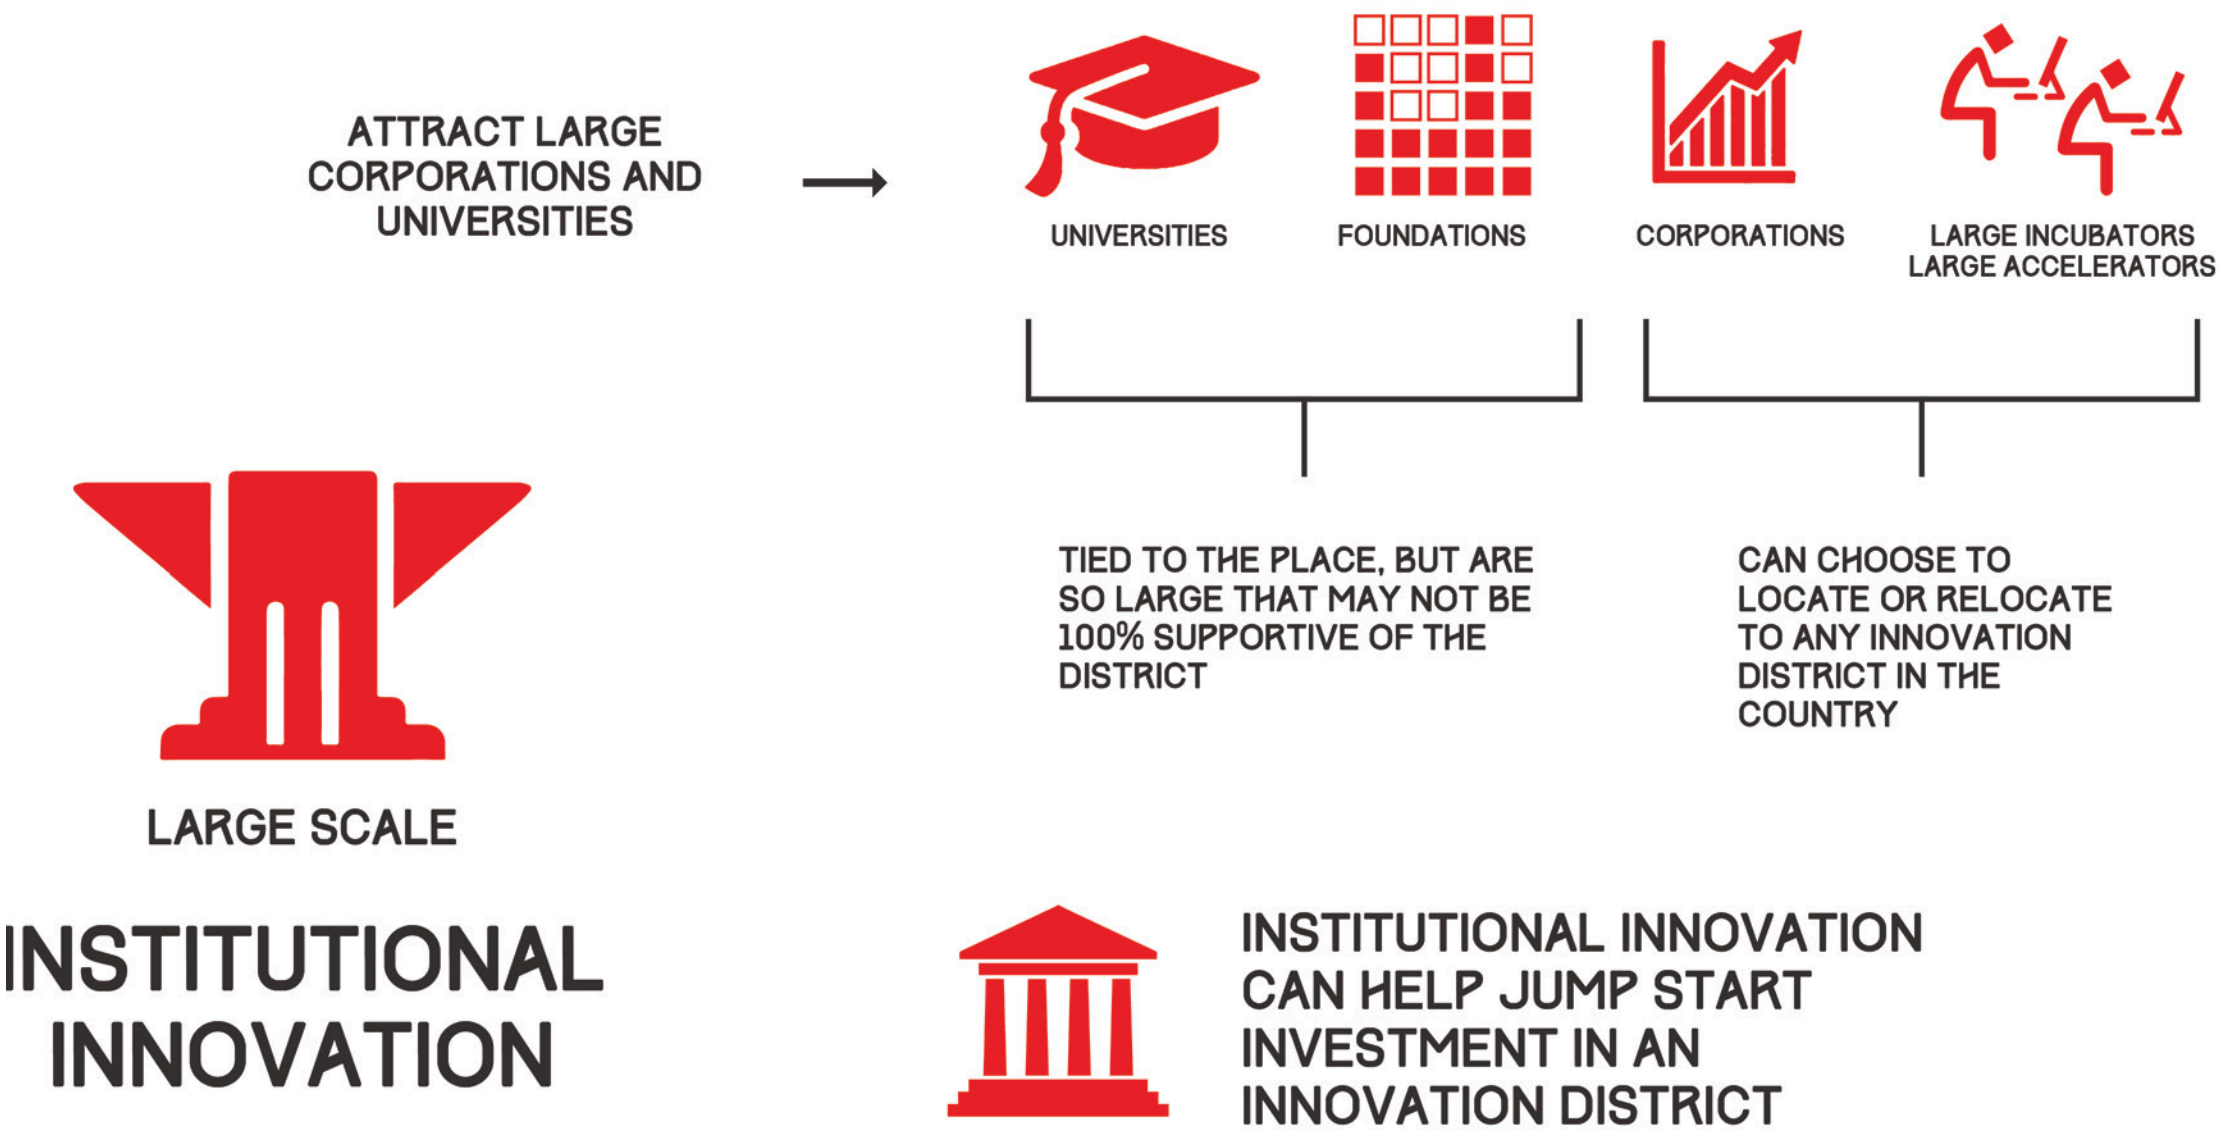 ATTRACT LARGE
CORPORATIONS AND
UNIVERSITIES
UNIVERSITIES
FOUNDATIONS
CORPORATIONS
LARGE INCUBATORS
LARGE ACCELERATORS
TIED TO THE PLACE, BUT ARE
SO LARGE THAT MAY NOT BE
100% SUPPORTIVE OF THE
DISTRICT
CAN CHOOSE TO
LOCATE OR RELOCATE
TO ANY INNOVATION
DISTRICT IN THE
COUNTRY
LARGE SCALE
INSTITUTIONAL
INNOVATION
INSTITUTIONAL INNOVATION
CAN HELP JUMP START
INVESTMENT IN AN
INNOVATION DISTRICT